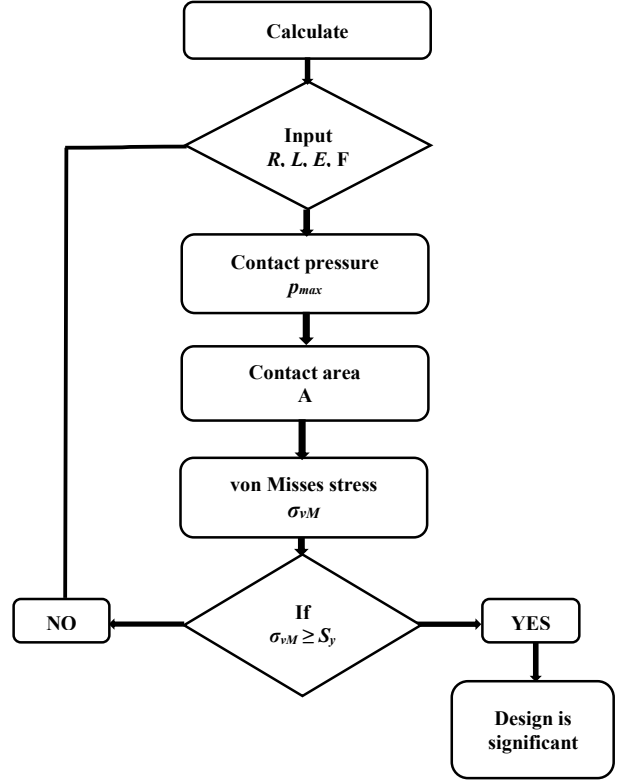 Calculate
Input
R, L, E, F
Contact pressure
pmax
Contact area
A
von Misses stress
σvM
If
σvM ≥ Sy
NO
YES
Design is
significant